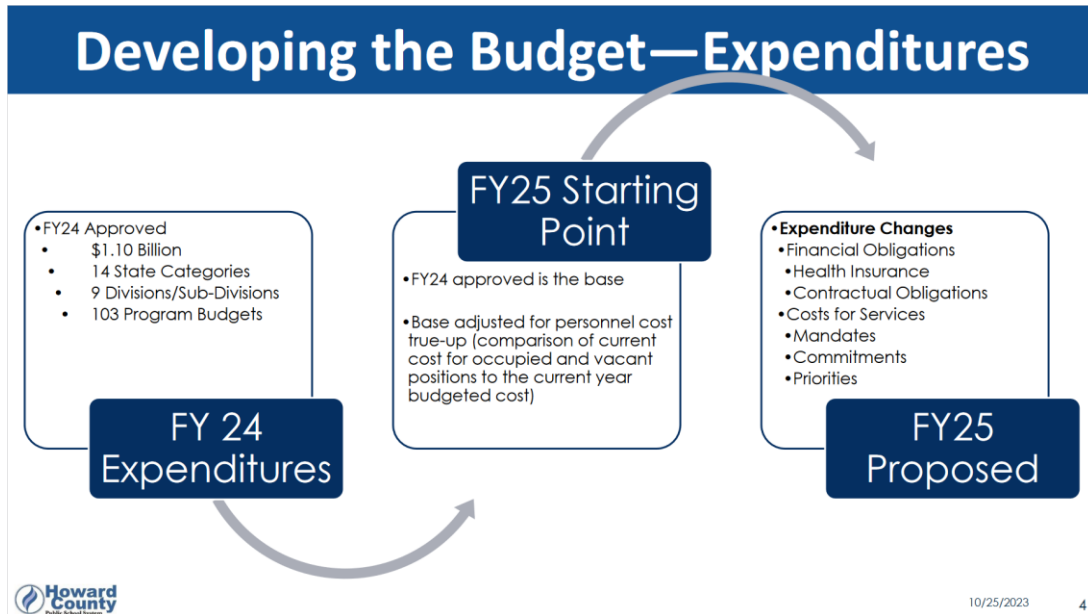 Developing the Budget—Expenditures
•FY24 Approved
• $1.10 Billion
• 14 State Categories
• 9 Divisions/Sub-Divisions
• 103 Program Budgets
FY 24
Expenditures
FY25 Starting
Point
•FY24 approved is the base
•Base adjusted for personnel cost
true-up (comparison of current
cost for occupied and vacant
positions to the current year
budgeted cost)
•Expenditure Changes
•Financial Obligations
•Health Insurance
•Contractual Obligations
•Costs for Services
•Mandates
•Commitments
•Priorities
FY25
Proposed
Howard
County
Public School System
10/25/2023
4